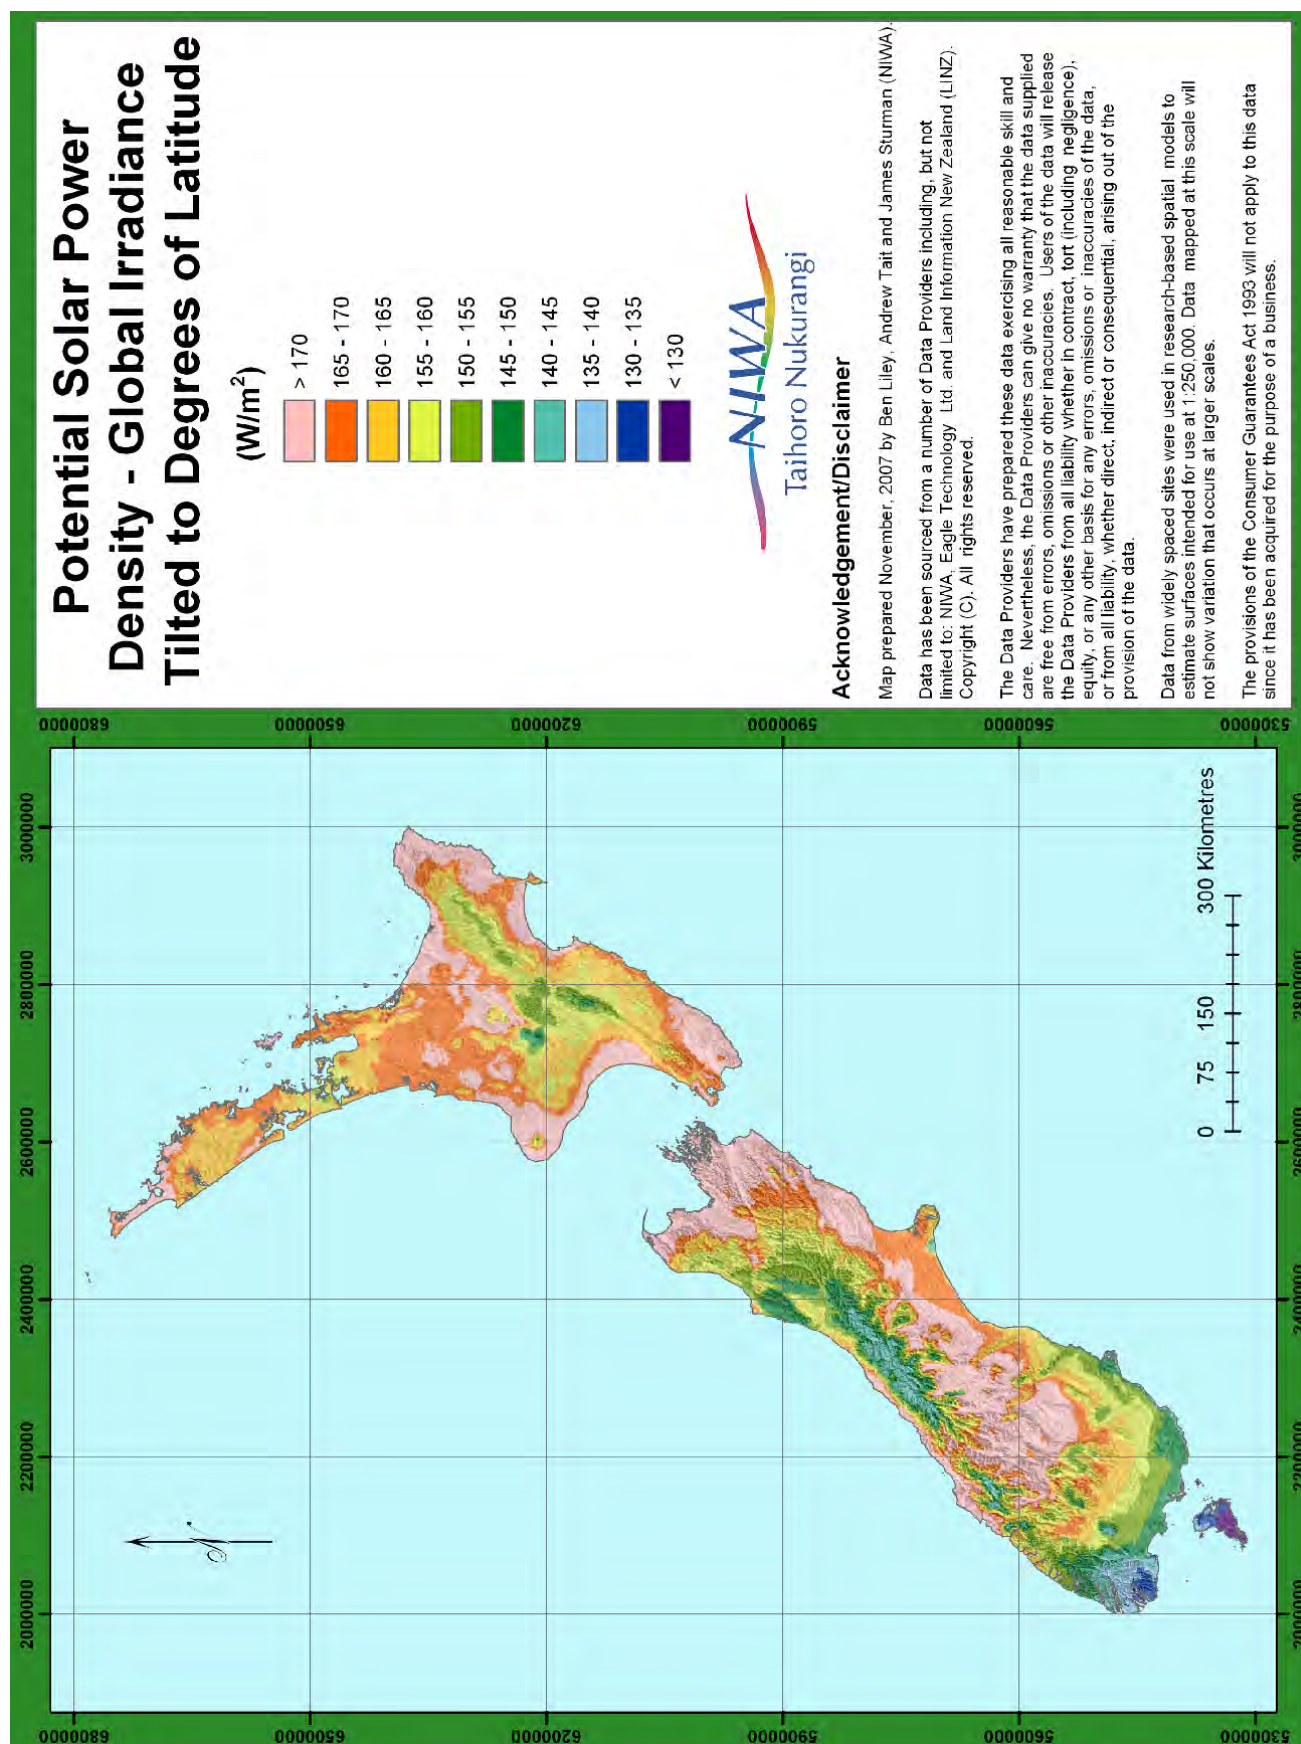 Potential Solar Power
Density - Global Irradiance
Tilted to Degrees of Latitude
(W/m²)
> 170
165 - 170
160 - 165
155 - 160
150 - 155
145 - 150
140 - 145
135 - 140
130 - 135
< 130
NIWA
Taihoro Nukurangi
Acknowledgement/Disclaimer
Map prepared November, 2007 by Ben Liley, Andrew Tait and James Sturman (NIWA).
Data has been sourced from a number of Data Providers including, but not
limited to: NIWA, Eagle Technology Ltd. and Land Information New Zealand (LINZ).
Copyright (C). All rights reserved.
The Data Providers have prepared these data exercising all reasonable skill and
care. Nevertheless, the Data Providers can give no warranty that the data supplied
are free from errors, omissions or other inaccuracies. Users of the data will release
the Data Providers from all liability whether in contract, tort (including negligence),
equity, or any other basis for any errors, omissions or inaccuracies of the data,
or from all liability, whether direct, indirect or consequential, arising out of the
provision of the data.
Data from widely spaced sites were used in research-based spatial models to
estimate surfaces intended for use at 1:250,000. Data mapped at this scale will
not show variation that occurs at larger scales.
The provisions of the Consumer Guarantees Act 1993 will not apply to this data
since it has been acquired for the purpose of a business.
2000000
2200000
2400000
2600000
2800000
3000000
6800000
6500000
6200000
5900000
5600000
5300000
6800000
6500000
6200000
5900000
5600000
5300000
2000000
2200000
2400000
2600000
2800000
3000000
0
75
150
300 Kilometres